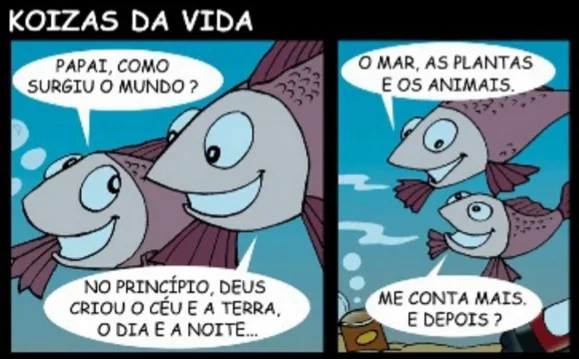 KOIZAS DA VIDA
PAPAI, COMO
SURGIU O MUNDO ?
NO PRINCÍPIO, DEUS
CRIOU O CÉU E A TERRA,
O DIA E A NOITE...
O MAR, AS PLANTAS
E OS ANIMAIS.
ME CONTA MAIS.
E DEPOIS ?